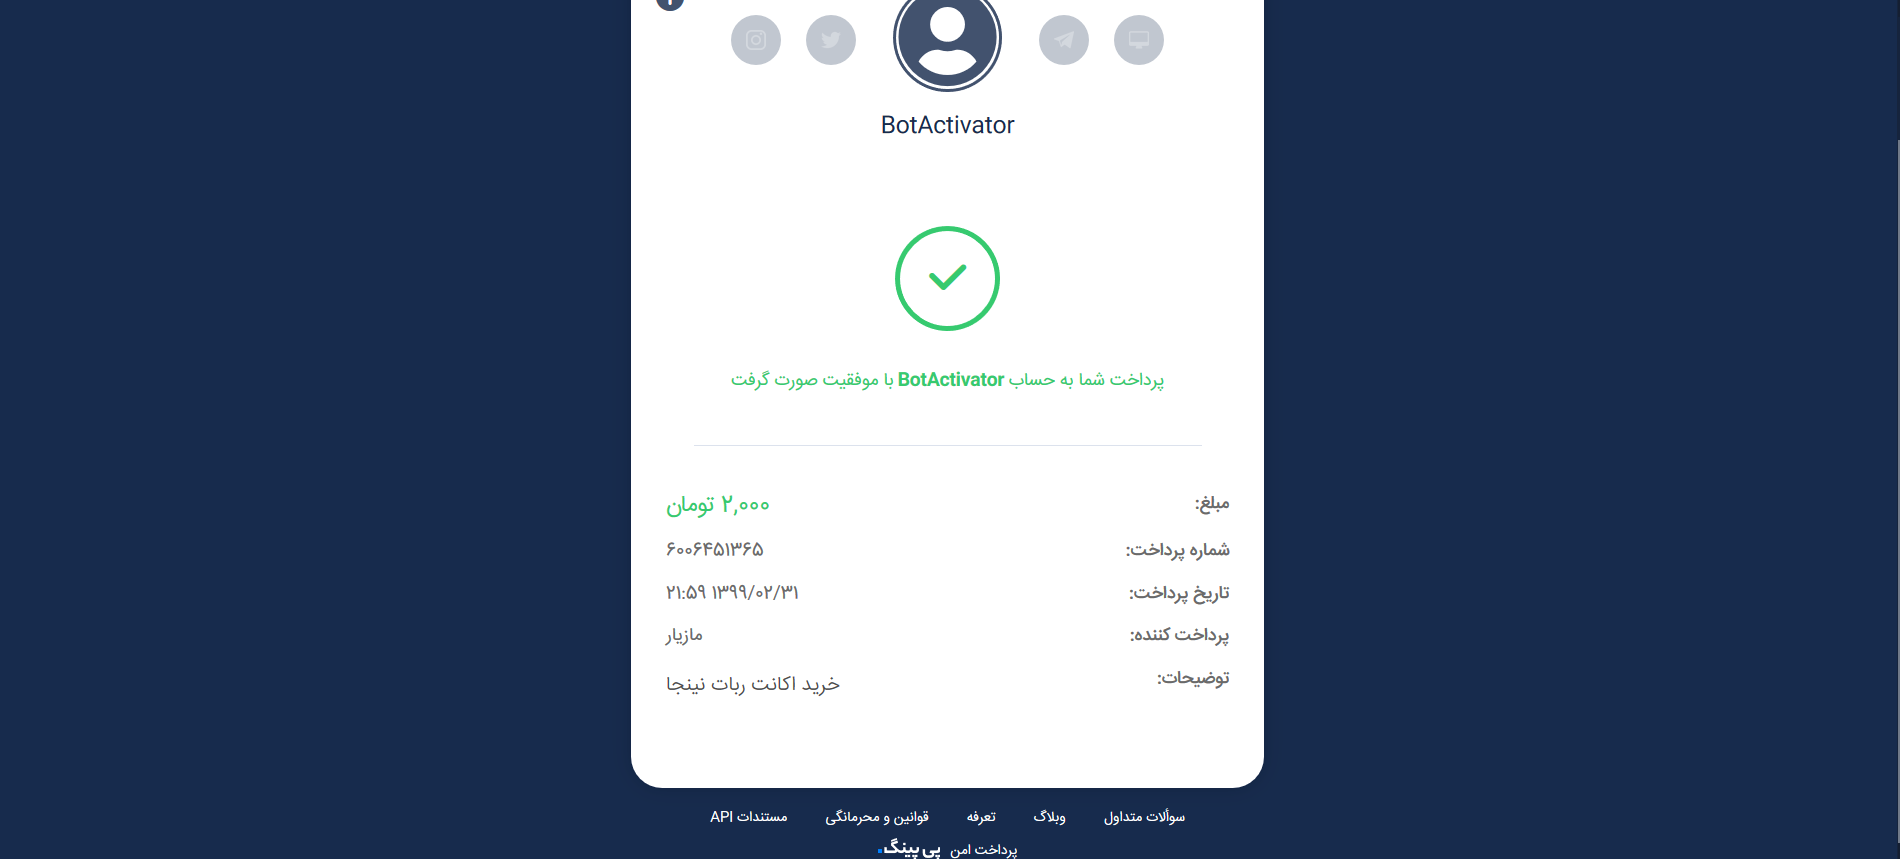 BotActivator
پرداخت شما به حساب BotActivator با موفقیت صورت گرفت
مبلغ: ۲,۰۰۰ تومان
شماره پرداخت: ۶۰۰۶۴۵۱۳۶۵
تاریخ پرداخت: ۱۳۹۹/۰۲/۳۱ ۲۱:۵۹
پرداخت کننده: مازیار
توضیحات: خرید اکانت ربات نینجا
سوألات متداول وبلاگ تعرفه قوانین و محرمانگی مستندات API
پرداخت امن پی‌پینگ.